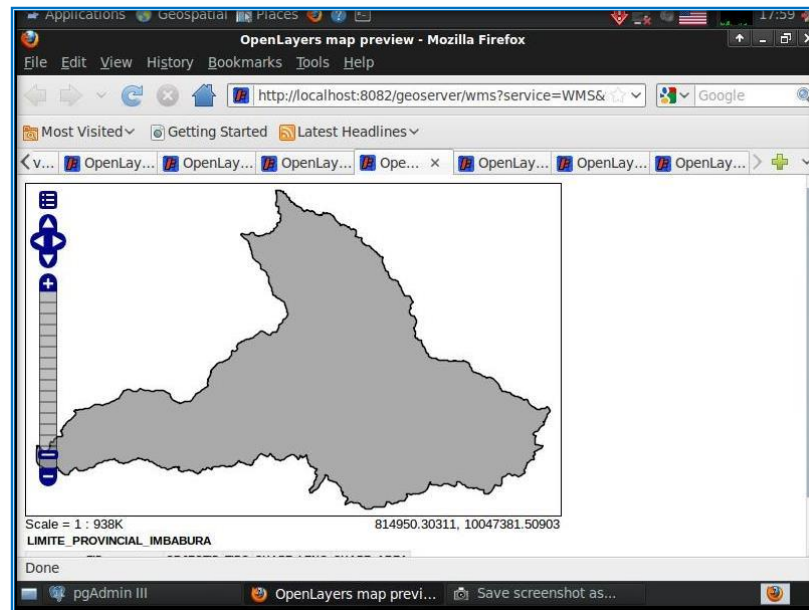 Applications Geospatial Places 17:59
OpenLayers map preview - Mozilla Firefox
File Edit View History Bookmarks Tools Help
http://localhost:8082/geoserver/wms?service=WMS& Google
Most Visited Getting Started Latest Headlines
v... OpenLay... OpenLay... OpenLay... Ope... OpenLay... OpenLay... OpenLay...
Scale = 1 : 938K 814950.30311, 10047381.50903
LIMITE_PROVINCIAL_IMBABURA
Done
pgAdmin III OpenLayers map previ... Save screenshot as...